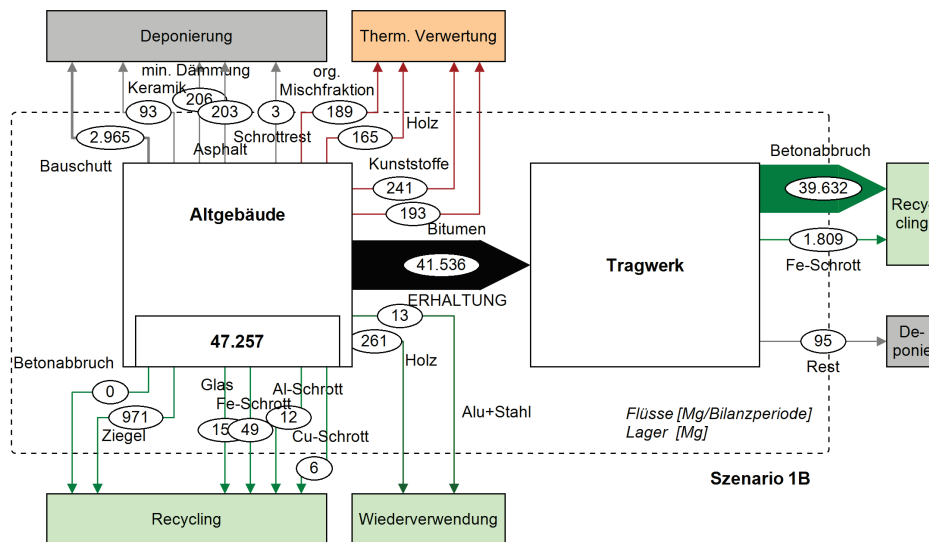 Deponierung
Therm. Verwertung
min. Dämmung
org.
Keramik
Mischfraktion
206
93
203
3
189
Schrottrest
2.965
165
Holz
Asphalt
Bauschutt
Kunststoffe
Betonabbruch
241
39.632
Altgebäude
193
Recy-
cling
Bitumen
1.809
41.536
Tragwerk
Fe-Schrott
ERHALTUNG
13
47.257
261
95
De-
ponie
Betonabbruch
Holz
Rest
Glas
Al-Schrott
0
Fe-Schrott
971
15
49
12
Alu+Stahl
Flüsse [Mg/Bilanzperiode]
Ziegel
Cu-Schrott
Lager [Mg]
6
Szenario 1B
Recycling
Wiederverwendung